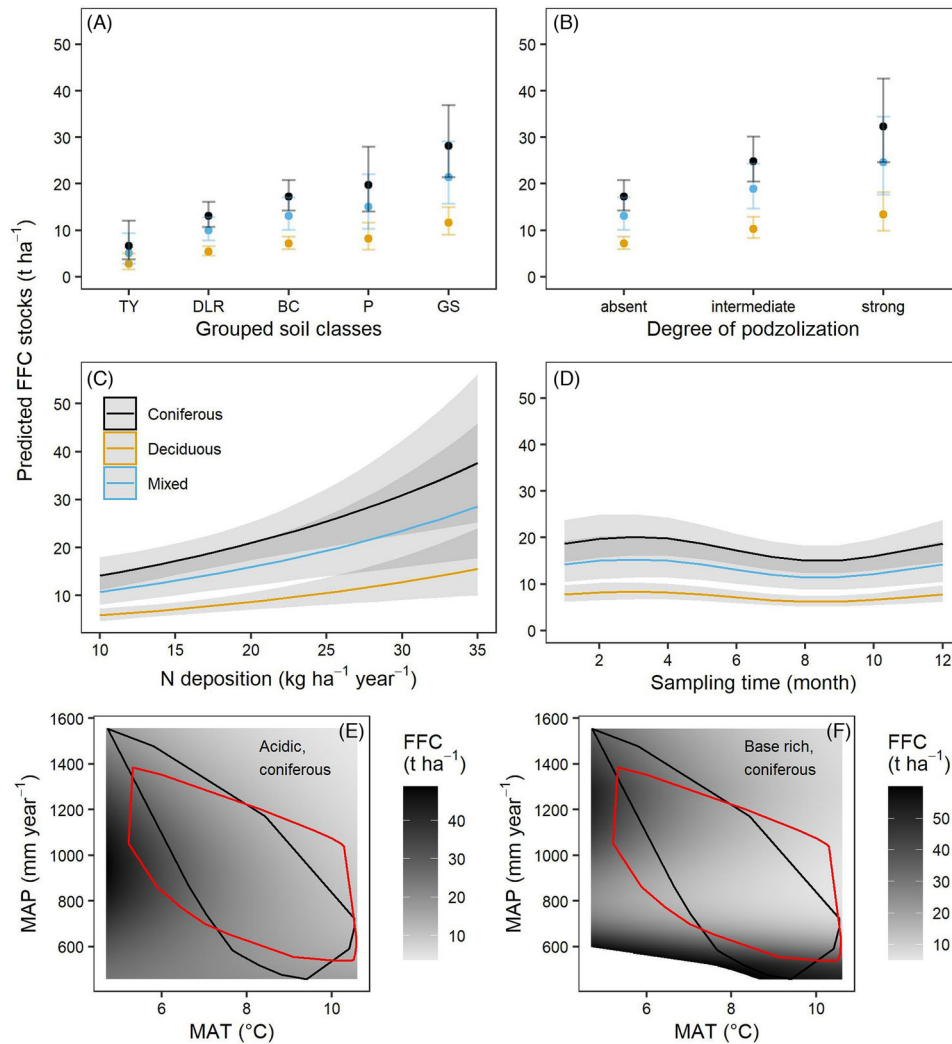 (A)
50
40
30
20
10
0
TY DLR BC P GS
Grouped soil classes
(B)
50
40
30
20
10
0
absent intermediate strong
Degree of podzolization
Predicted FFC stocks (t ha⁻¹)
(C)
Coniferous
Deciduous
Mixed
50
40
30
20
10
10 15 20 25 30 35
N deposition (kg ha⁻¹ year⁻¹)
(D)
50
40
30
20
10
0
2 4 6 8 10 12
Sampling time (month)
(E)
Acidic,
coniferous
1600
1400
1200
1000
800
600
MAP (mm year⁻¹)
6 8 10
MAT (°C)
FFC
(t ha⁻¹)
40
30
20
10
(F)
Base rich,
coniferous
1600
1400
1200
1000
800
600
MAP (mm year⁻¹)
6 8 10
MAT (°C)
FFC
(t ha⁻¹)
50
40
30
20
10